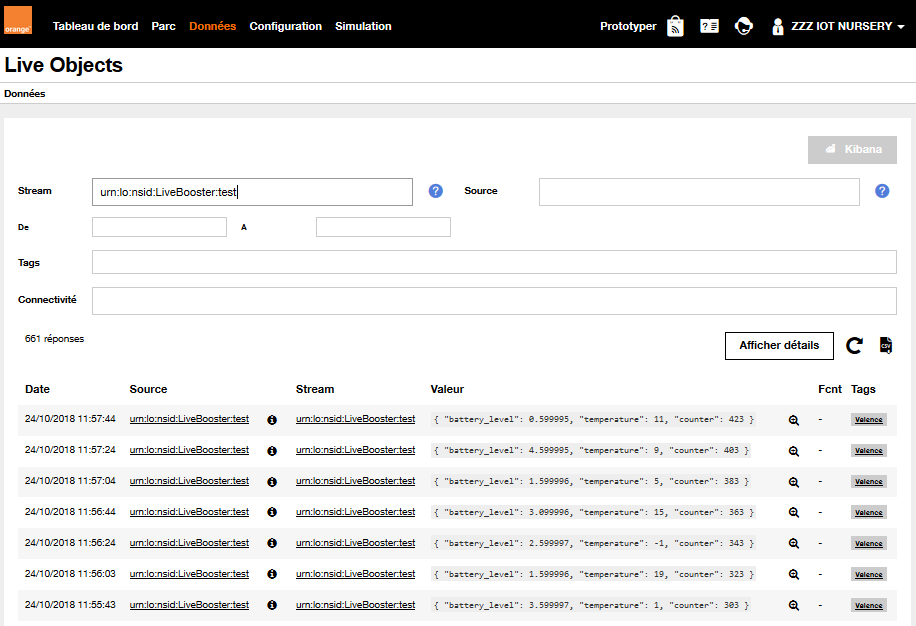 orange™
Tableau de bord Parc Données Configuration Simulation Prototyper ZZZ IOT NURSERY
Live Objects
Données
Kibana
Stream urn:lo:nsid:LiveBooster:test ? Source ?
De A
Tags
Connectivité
661 réponses
Afficher détails CSV
Date Source Stream Valeur Fcnt Tags
24/10/2018 11:57:44 urn:lo:nsid:LiveBooster:test urn:lo:nsid:LiveBooster:test { "battery_level": 0.599995, "temperature": 11, "counter": 423 } - Valence
24/10/2018 11:57:24 urn:lo:nsid:LiveBooster:test urn:lo:nsid:LiveBooster:test { "battery_level": 4.599995, "temperature": 9, "counter": 403 } - Valence
24/10/2018 11:57:04 urn:lo:nsid:LiveBooster:test urn:lo:nsid:LiveBooster:test { "battery_level": 1.599996, "temperature": 5, "counter": 383 } - Valence
24/10/2018 11:56:44 urn:lo:nsid:LiveBooster:test urn:lo:nsid:LiveBooster:test { "battery_level": 3.099996, "temperature": 15, "counter": 363 } - Valence
24/10/2018 11:56:24 urn:lo:nsid:LiveBooster:test urn:lo:nsid:LiveBooster:test { "battery_level": 2.599997, "temperature": -1, "counter": 343 } - Valence
24/10/2018 11:56:03 urn:lo:nsid:LiveBooster:test urn:lo:nsid:LiveBooster:test { "battery_level": 1.599996, "temperature": 19, "counter": 323 } - Valence
24/10/2018 11:55:43 urn:lo:nsid:LiveBooster:test urn:lo:nsid:LiveBooster:test { "battery_level": 3.599997, "temperature": 1, "counter": 303 } - Valence